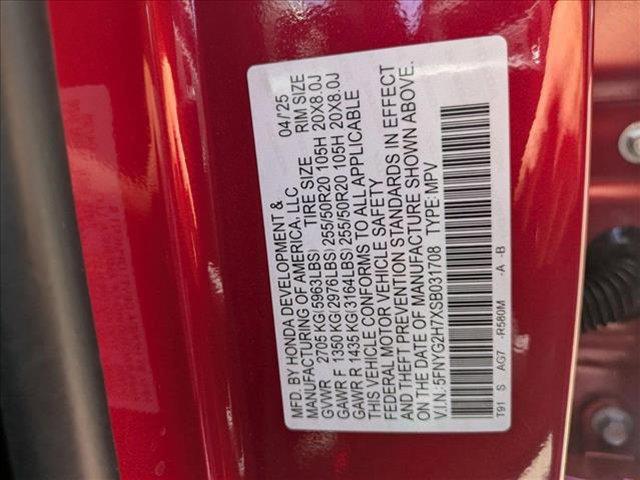 MFD. BY HONDA DEVELOPMENT & 04/25
MANUFACTURING OF AMERICA, LLC
TIRE SIZE RIM SIZE
GVWR 2705 KG(5963LBS)
GAWR F 1350 KG(2976LBS) 255/50R20 105H 20X8.0J
GAWR R 1435 KG(3164LBS) 255/50R20 105H 20X8.0J
THIS VEHICLE CONFORMS TO ALL APPLICABLE
FEDERAL MOTOR VEHICLE SAFETY
AND THEFT PREVENTION STANDARDS IN EFFECT
ON THE DATE OF MANUFACTURE SHOWN ABOVE.
V.I.N.: 5FNYG2H7XSB031708 TYPE: MPV
T91 S AG7 -R580M -A -B